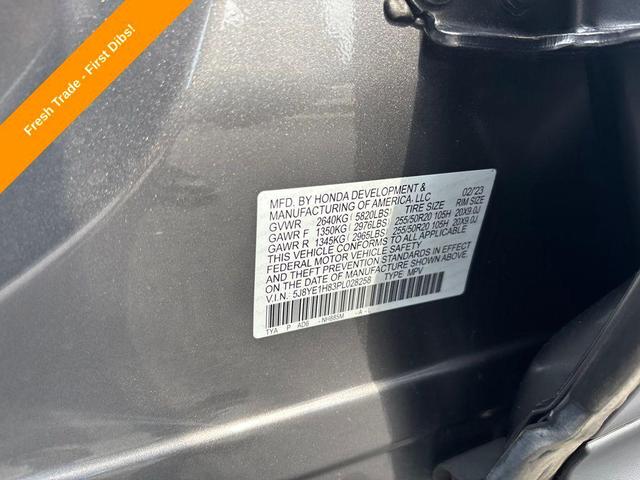 Fresh Trade - First Dibs!
MFD. BY HONDA DEVELOPMENT & 02/'23
MANUFACTURING OF AMERICA, LLC
GVWR 2640KG( 5820LBS) TIRE SIZE RIM SIZE
GAWR F 1350KG( 2976LBS) 255/50R20 105H 20X9.0J
GAWR R 1345KG( 2965LBS) 255/50R20 105H 20X9.0J
THIS VEHICLE CONFORMS TO ALL APPLICABLE
FEDERAL MOTOR VEHICLE SAFETY
AND THEFT PREVENTION STANDARDS IN EFFECT
ON THE DATE OF MANUFACTURE SHOWN ABOVE.
V.I.N.: 5J8YE1H83PL028258 TYPE: MPV
TYA P AD6 -NH885M -A -L